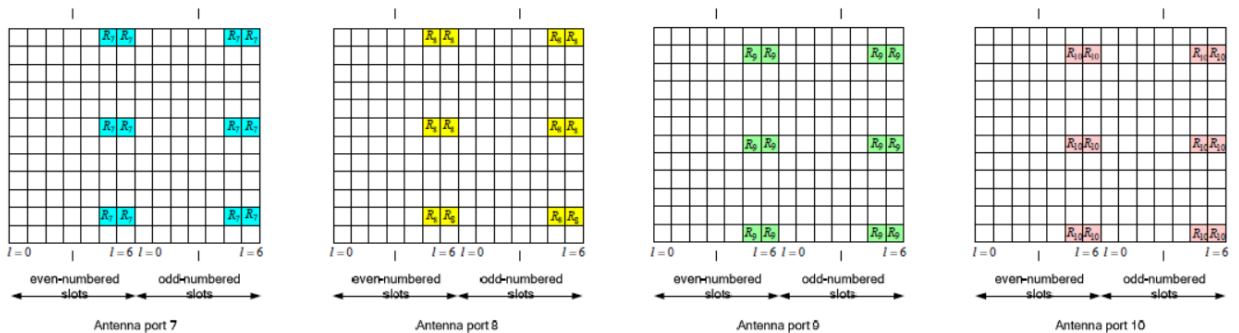 R7 R7 R7 R7
R7 R7 R7 R7
R7 R7 R7 R7
l = 0 l = 6 l = 0 l = 6
even-numbered slots odd-numbered slots
Antenna port 7
R8 R8 R8 R8
R8 R8 R8 R8
R8 R8 R8 R8
l = 0 l = 6 l = 0 l = 6
even-numbered slots odd-numbered slots
Antenna port 8
R9 R9 R9 R9
R9 R9 R9 R9
R9 R9 R9 R9
l = 0 l = 6 l = 0 l = 6
even-numbered slots odd-numbered slots
Antenna port 9
R10 R10 R10 R10
R10 R10 R10 R10
R10 R10 R10 R10
l = 0 l = 6 l = 0 l = 6
even-numbered slots odd-numbered slots
Antenna port 10